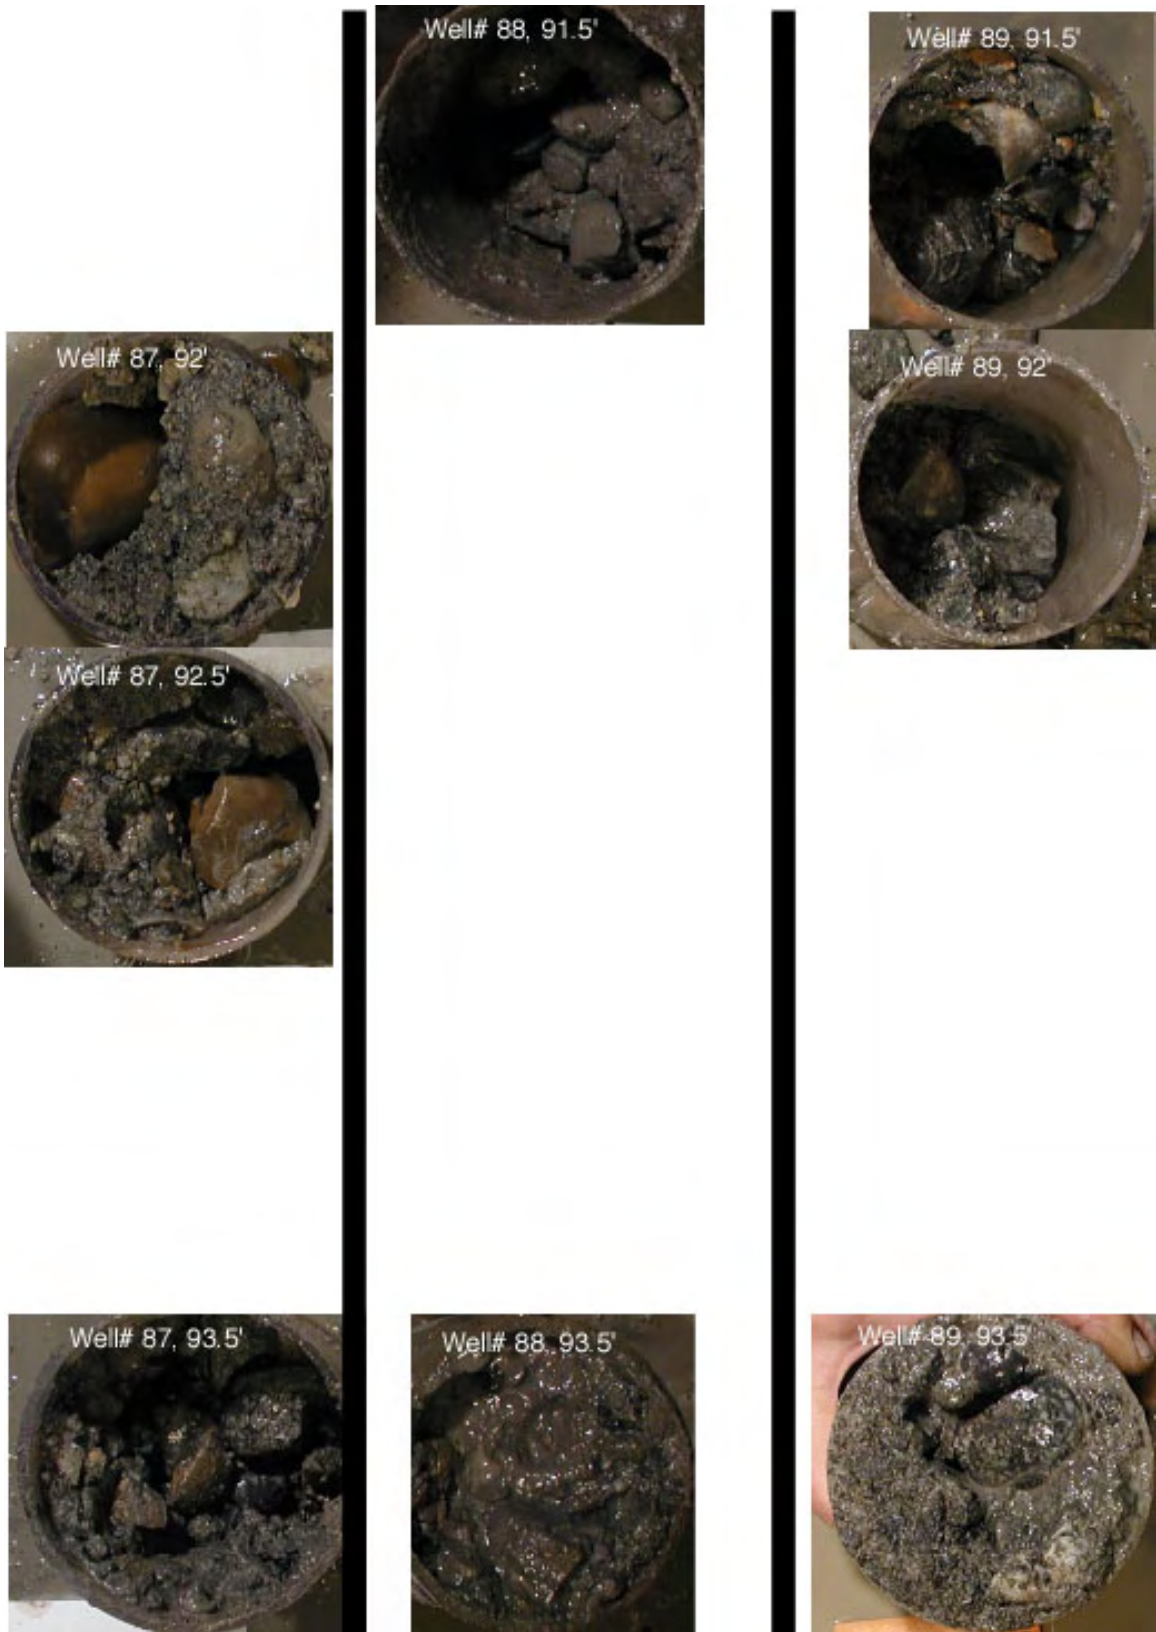 Well# 88, 91.5'
Well# 89, 91.5'
Well# 87, 92'
Well# 89, 92'
Well# 87, 92.5'
Well# 87, 93.5'
Well# 88, 93.5'
Well# 89, 93.5'